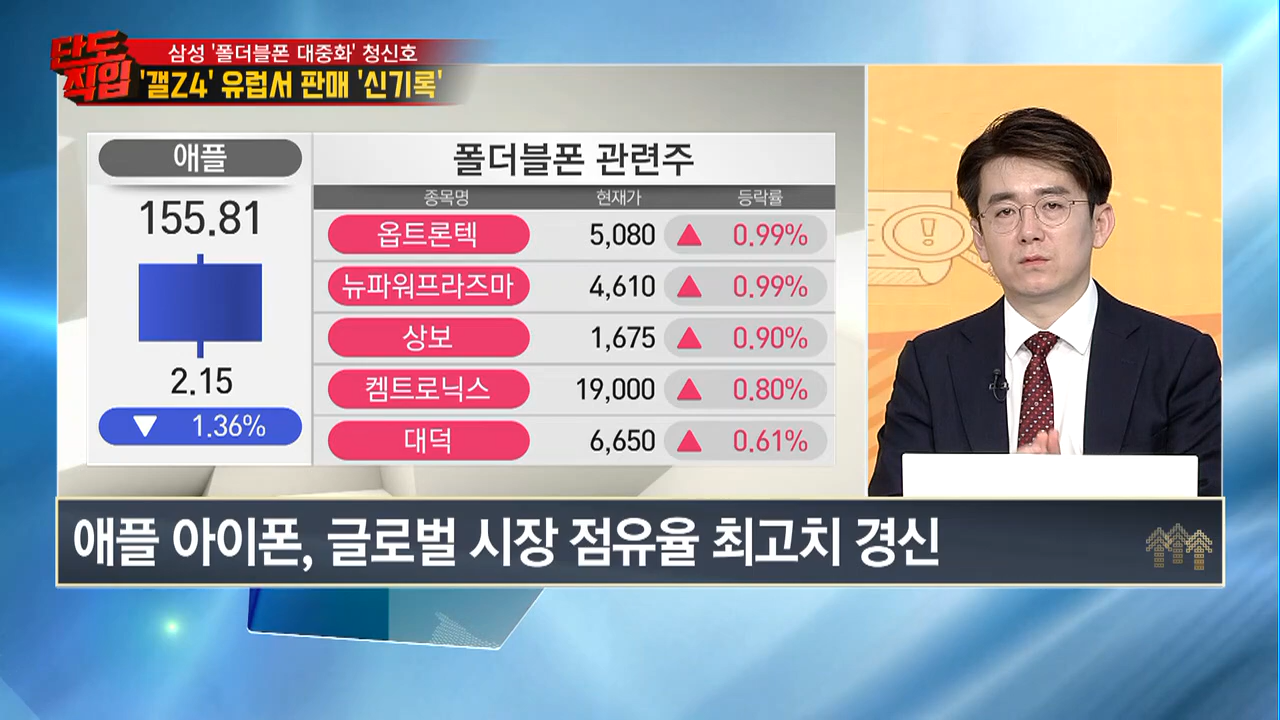 단도
직입
삼성 '폴더블폰 대중화' 청신호
'갤Z4' 유럽서 판매 '신기록'
애플
155.81
2.15
▼ 1.36%
폴더블폰 관련주
종목명 현재가 등락률
옵트론텍 5,080 ▲ 0.99%
뉴파워프라즈마 4,610 ▲ 0.99%
상보 1,675 ▲ 0.90%
켐트로닉스 19,000 ▲ 0.80%
대덕 6,650 ▲ 0.61%
애플 아이폰, 글로벌 시장 점유율 최고치 경신